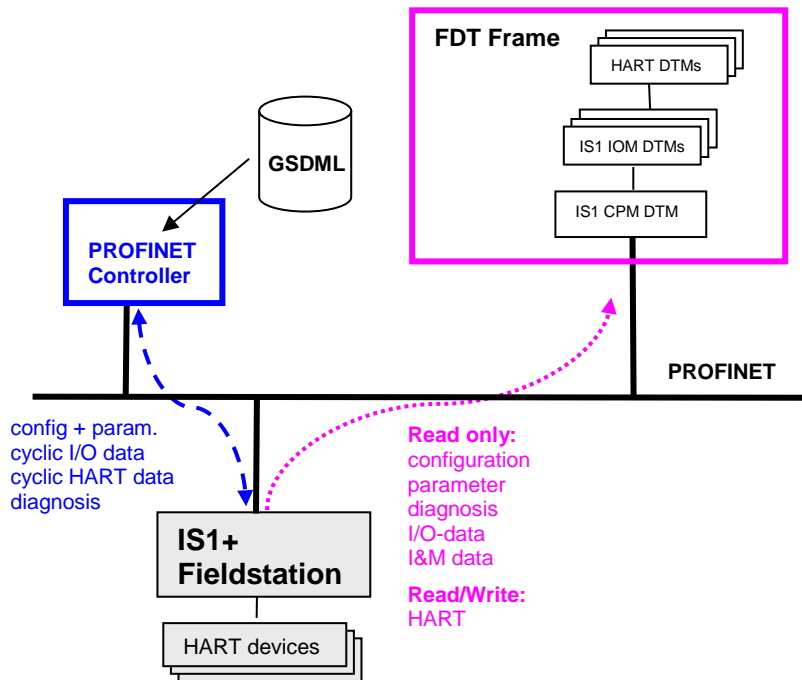 FDT Frame
HART DTMs
IS1 IOM DTMs
IS1 CPM DTM
GSDML
PROFINET
Controller
PROFINET
config + param.
cyclic I/O data
cyclic HART data
diagnosis
Read only:
configuration
parameter
diagnosis
I/O-data
I&M data
Read/Write:
HART
IS1+
Fieldstation
HART devices